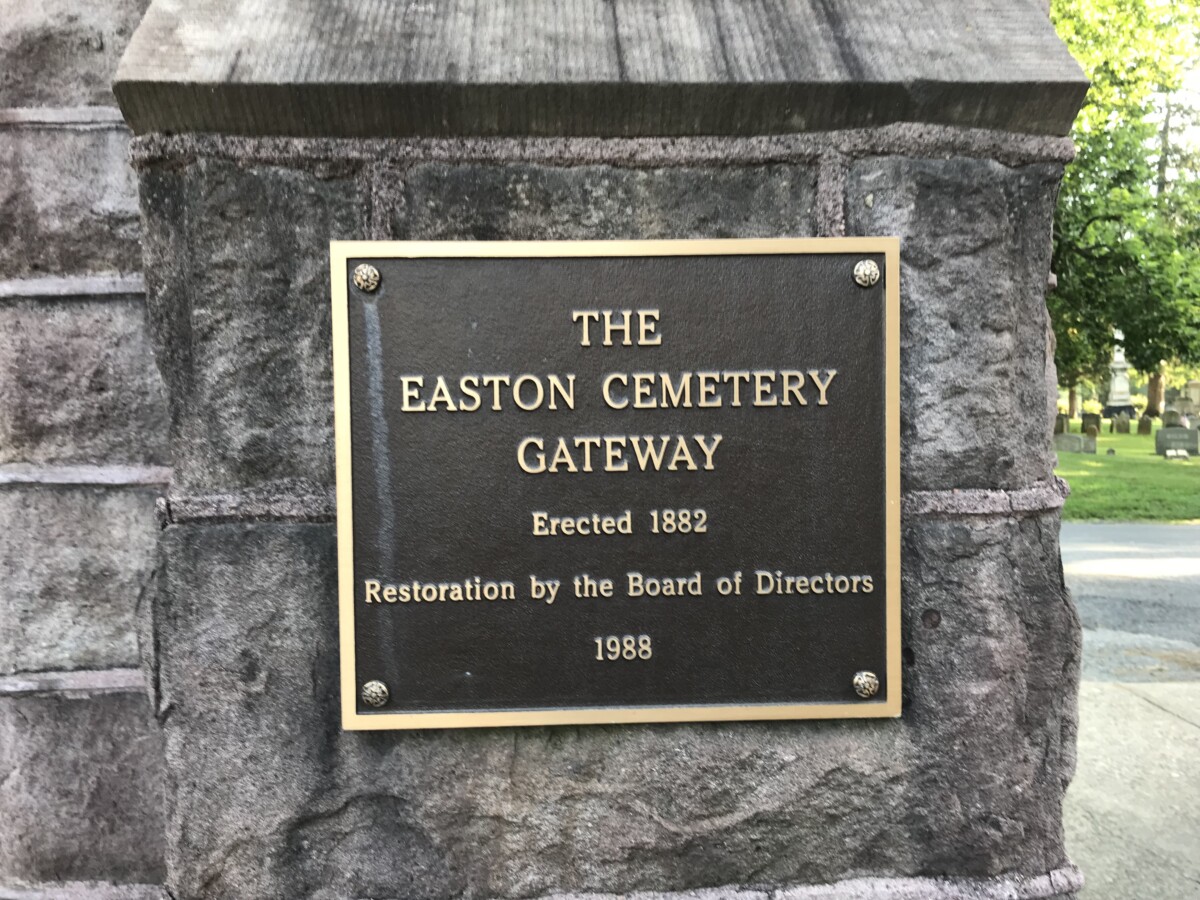 THE
EASTON CEMETERY
GATEWAY
Erected 1882
Restoration by the Board of Directors
1988